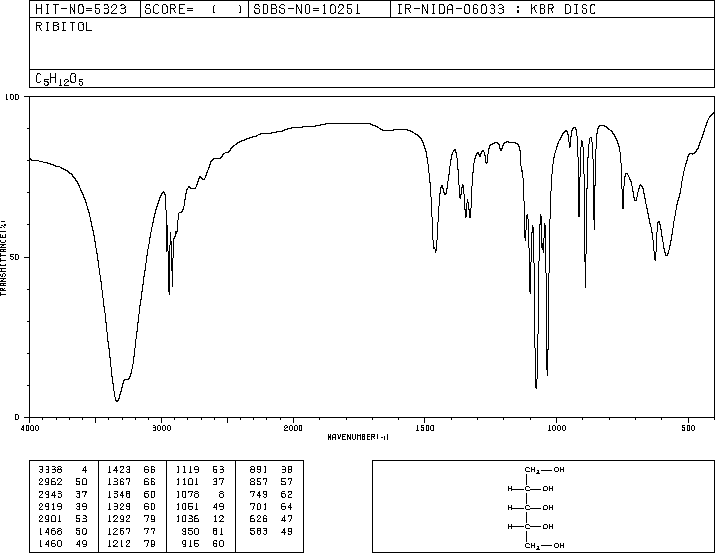 HIT-NO=5323 SCORE= ( ) SDBS-NO=10251 IR-NIDA-06033 : KBR DISC
RIBITOL
C5H12O5
100
50
0
TRANSMITTANCE(%)
4000 3000 2000 1500 1000 500
WAVENUMBER(-1)
3338 4 1423 66 1119 53 891 38
2962 50 1367 66 1101 37 857 57
2943 37 1348 60 1078 8 749 62
2919 39 1329 60 1051 49 701 64
2901 53 1292 79 1036 12 626 47
1466 50 1267 77 950 81 583 49
1460 49 1212 79 915 60
CH2—OH
H—C—OH
H—C—OH
H—C—OH
CH2—OH